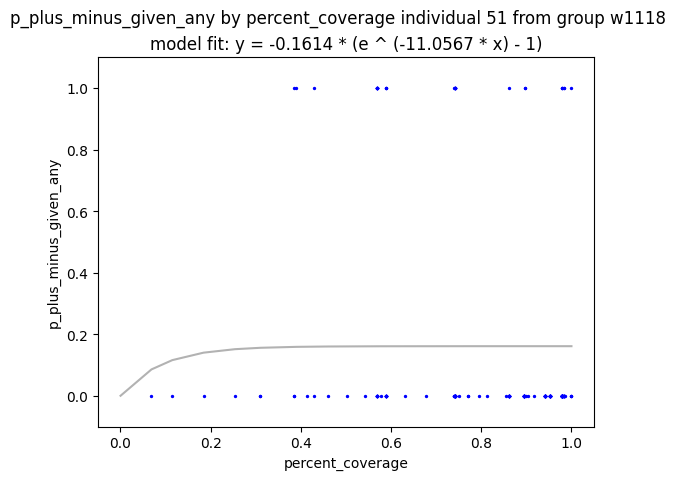 p_plus_minus_given_any by percent_coverage individual 51 from group w1118
model fit: y = -0.1614 * (e ^ (-11.0567 * x) - 1)
1.0
0.8
0.6
0.4
0.2
0.0
p_plus_minus_given_any
0.0 0.2 0.4 0.6 0.8 1.0
percent_coverage